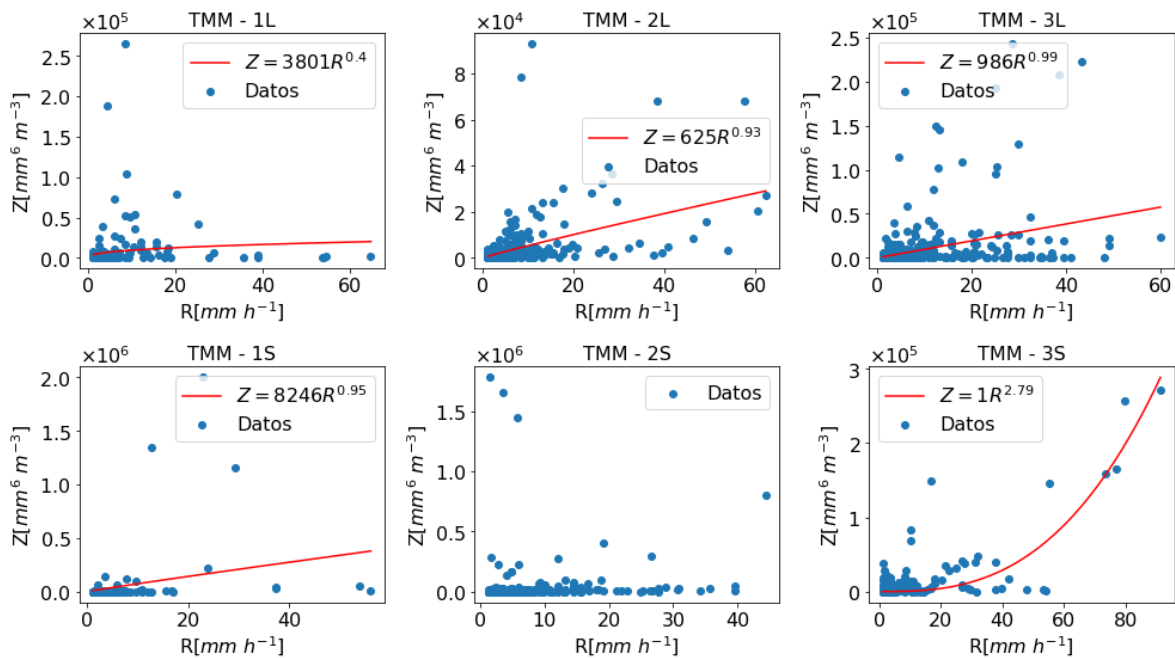 TMM - 1L
×10⁵
Z = 3801R^{0.4}
Datos
Z[mm⁶ m⁻³]
2.5
2.0
1.5
1.0
0.5
0.0
0 20 40 60
R[mm h⁻¹]
TMM - 2L
×10⁴
Z = 625R^{0.93}
Datos
Z[mm⁶ m⁻³]
8
6
4
2
0
0 20 40 60
R[mm h⁻¹]
TMM - 3L
×10⁵
Z = 986R^{0.99}
Datos
Z[mm⁶ m⁻³]
2.5
2.0
1.5
1.0
0.5
0.0
0 20 40 60
R[mm h⁻¹]
TMM - 1S
×10⁶
Z = 8246R^{0.95}
Datos
Z[mm⁶ m⁻³]
2.0
1.5
1.0
0.5
0.0
0 20 40
R[mm h⁻¹]
TMM - 2S
×10⁶
Datos
Z[mm⁶ m⁻³]
1.5
1.0
0.5
0.0
0 10 20 30 40
R[mm h⁻¹]
TMM - 3S
×10⁵
Z = 1R^{2.79}
Datos
Z[mm⁶ m⁻³]
3
2
1
0
0 20 40 60 80
R[mm h⁻¹]